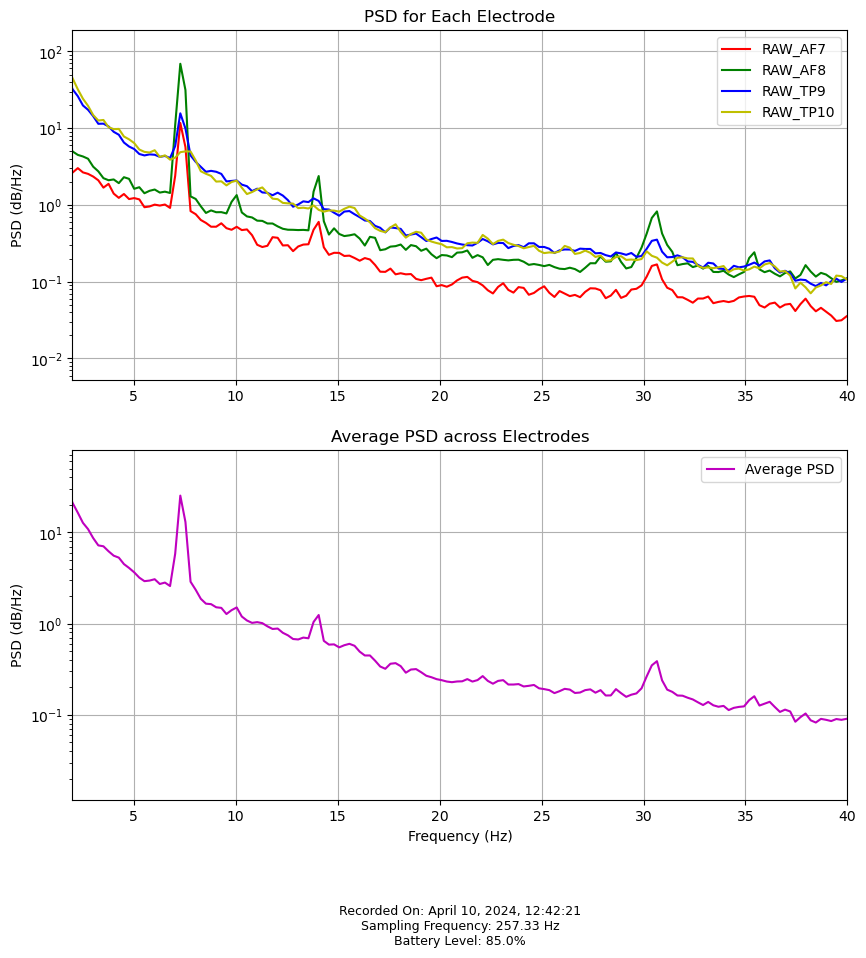 PSD for Each Electrode
PSD (dB/Hz)
10²
10¹
10⁰
10⁻¹
10⁻²
RAW_AF7
RAW_AF8
RAW_TP9
RAW_TP10
5 10 15 20 25 30 35 40
Average PSD across Electrodes
PSD (dB/Hz)
10¹
10⁰
10⁻¹
Average PSD
5 10 15 20 25 30 35 40
Frequency (Hz)
Recorded On: April 10, 2024, 12:42:21
Sampling Frequency: 257.33 Hz
Battery Level: 85.0%